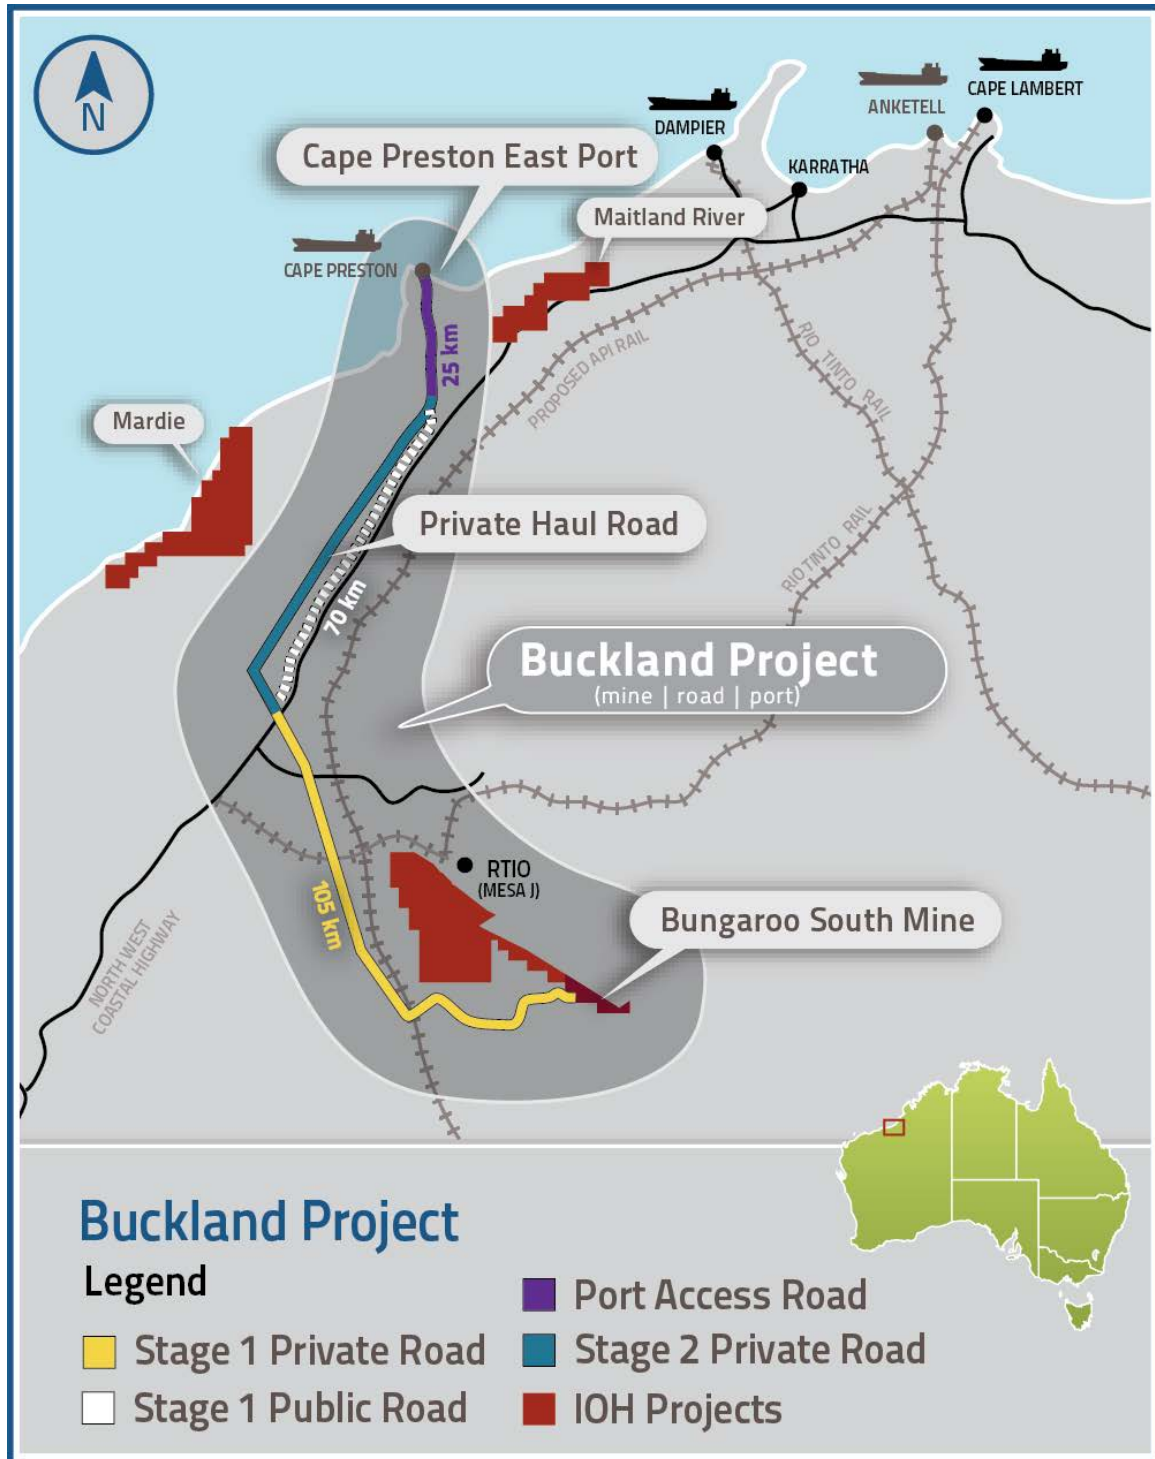 N
DAMPIER
ANKETELL
CAPE LAMBERT
KARRATHA
Cape Preston East Port
Maitland River
CAPE PRESTON
25 km
PROPOSED API RAIL
RIO TINTO RAIL
Mardie
Private Haul Road
RIO TINTO RAIL
70 km
Buckland Project
(mine | road | port)
RTIO
(MESA J)
105 km
Bungaroo South Mine
NORTH WEST
COASTAL HIGHWAY
Buckland Project
Legend
Stage 1 Private Road
Stage 1 Public Road
Port Access Road
Stage 2 Private Road
IOH Projects